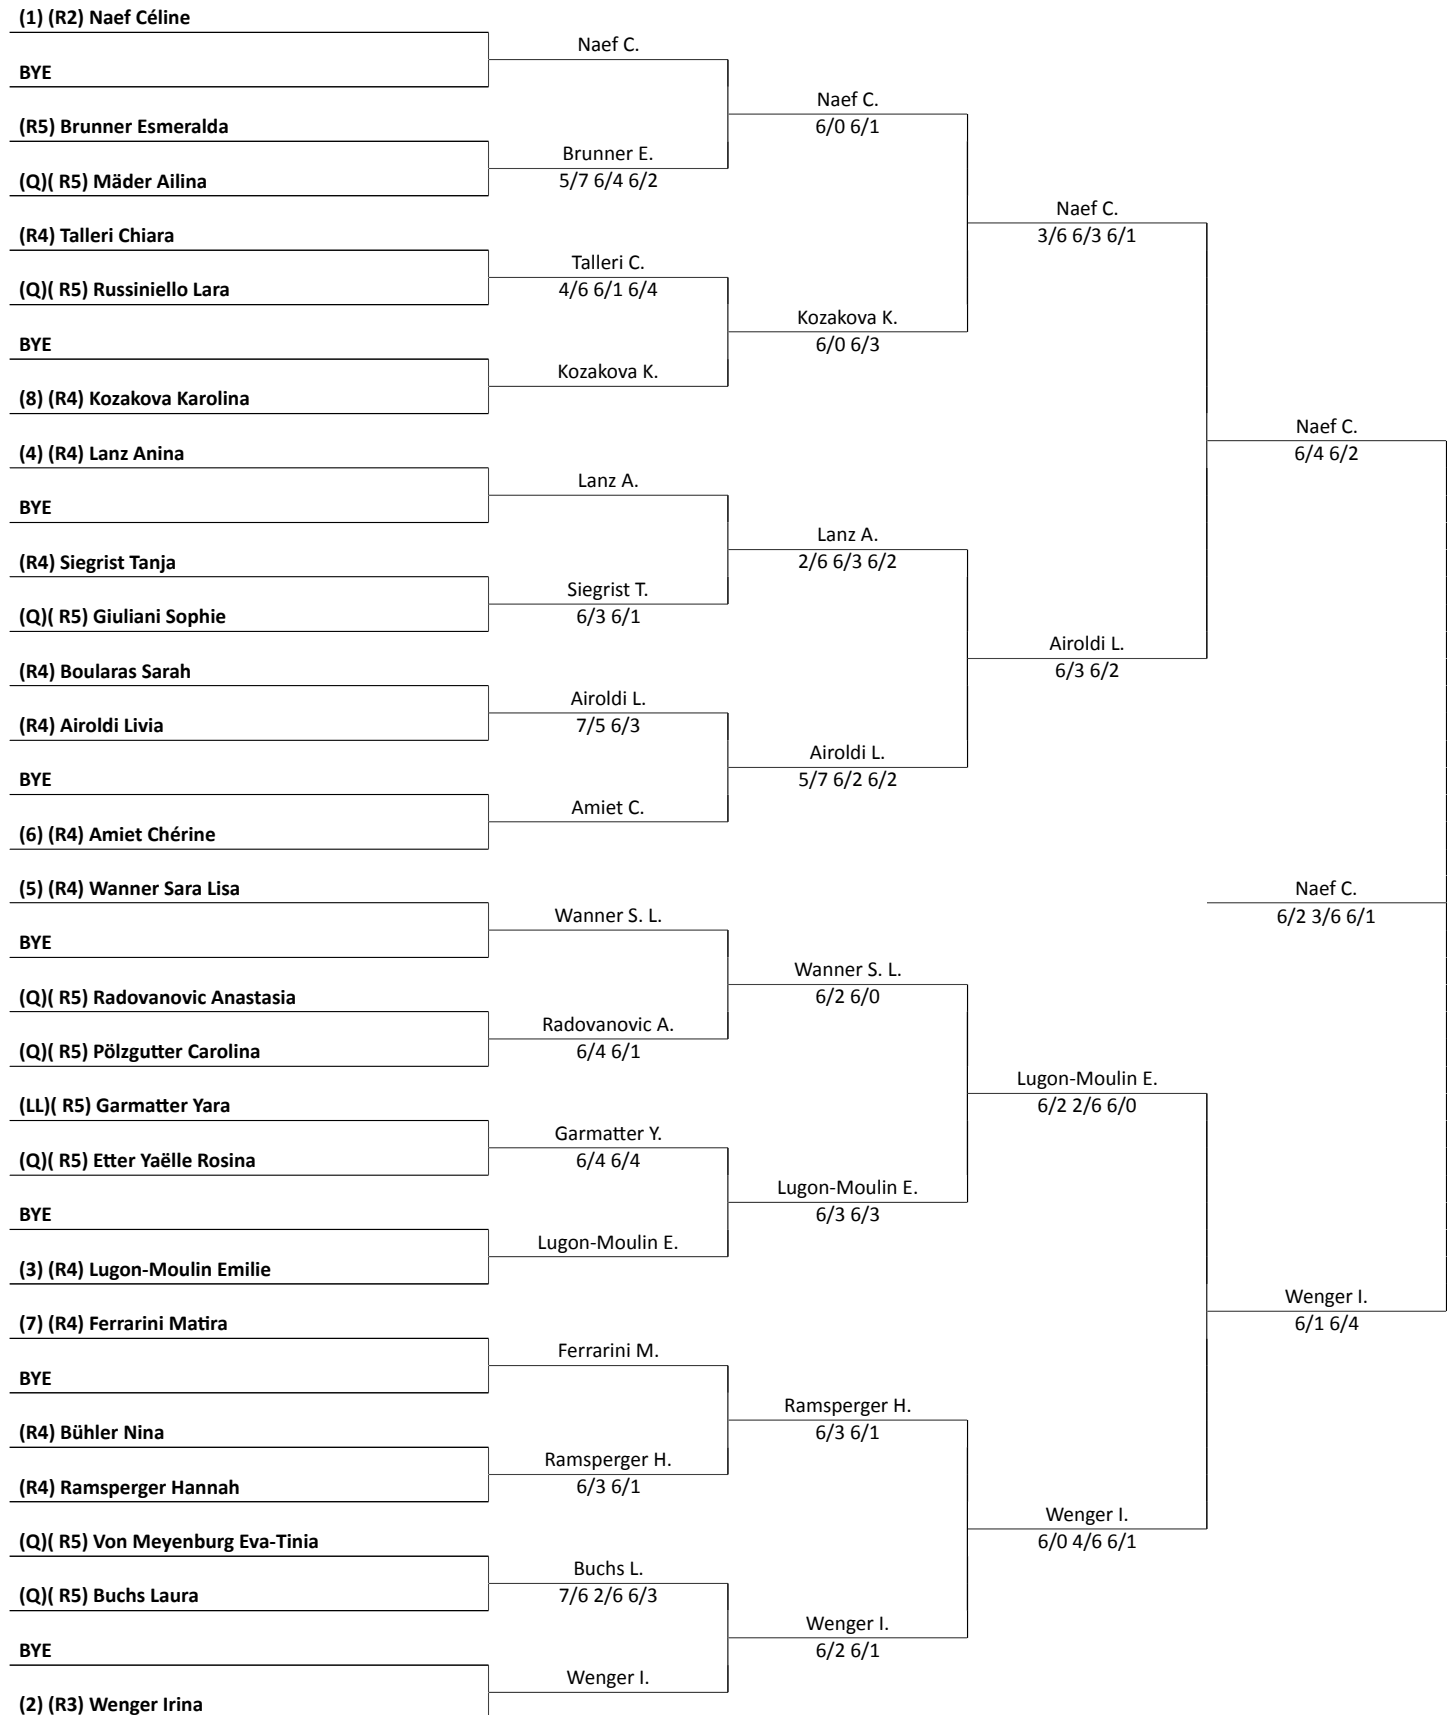 (1) (R2) Naef Céline
Naef C.
BYE
Naef C.
6/0 6/1
(R5) Brunner Esmeralda
Brunner E.
5/7 6/4 6/2
(Q)( R5) Mäder Ailina
Naef C.
3/6 6/3 6/1
(R4) Talleri Chiara
Talleri C.
4/6 6/1 6/4
(Q)( R5) Russiniello Lara
Kozakova K.
6/0 6/3
BYE
Kozakova K.
(8) (R4) Kozakova Karolina
Naef C.
6/4 6/2
(4) (R4) Lanz Anina
Lanz A.
BYE
Lanz A.
2/6 6/3 6/2
(R4) Siegrist Tanja
Siegrist T.
6/3 6/1
(Q)( R5) Giuliani Sophie
Airoldi L.
6/3 6/2
(R4) Boularas Sarah
Airoldi L.
7/5 6/3
(R4) Airoldi Livia
Airoldi L.
5/7 6/2 6/2
BYE
Amiet C.
(6) (R4) Amiet Chérine
(5) (R4) Wanner Sara Lisa
Naef C.
6/2 3/6 6/1
Wanner S. L.
BYE
Wanner S. L.
6/2 6/0
(Q)( R5) Radovanovic Anastasia
Radovanovic A.
6/4 6/1
(Q)( R5) Pölzgutter Carolina
Lugon-Moulin E.
6/2 2/6 6/0
(LL)( R5) Garmatter Yara
Garmatter Y.
6/4 6/4
(Q)( R5) Etter Yaëlle Rosina
Lugon-Moulin E.
6/3 6/3
BYE
Lugon-Moulin E.
(3) (R4) Lugon-Moulin Emilie
Wenger I.
6/1 6/4
(7) (R4) Ferrarini Matira
Ferrarini M.
BYE
Ramsperger H.
6/3 6/1
(R4) Bühler Nina
Ramsperger H.
6/3 6/1
(R4) Ramsperger Hannah
Wenger I.
6/0 4/6 6/1
(Q)( R5) Von Meyenburg Eva-Tinia
Buchs L.
7/6 2/6 6/3
(Q)( R5) Buchs Laura
Wenger I.
6/2 6/1
BYE
Wenger I.
(2) (R3) Wenger Irina